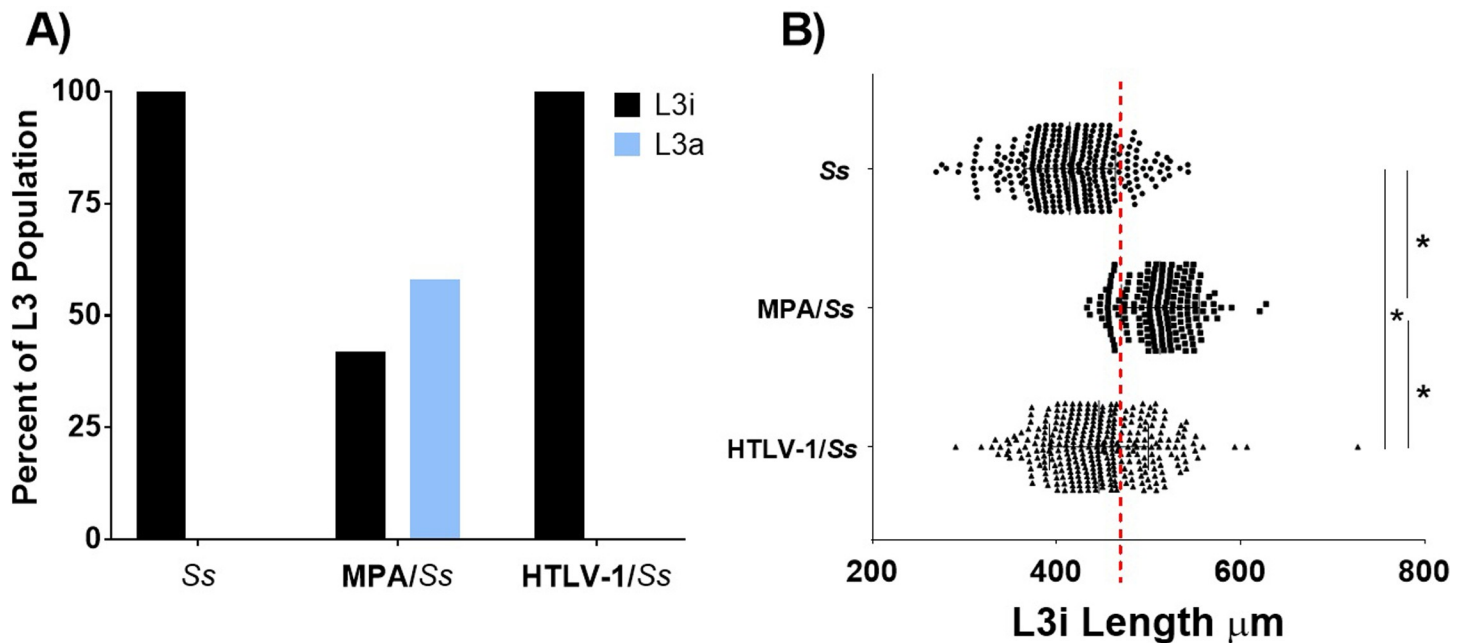 A)
Percent of L3 Population
100
75
50
25
0
L3i
L3a
Ss
MPA/Ss
HTLV-1/Ss
B)
Ss
MPA/Ss
HTLV-1/Ss
*
*
*
200
400
600
800
L3i Length μm